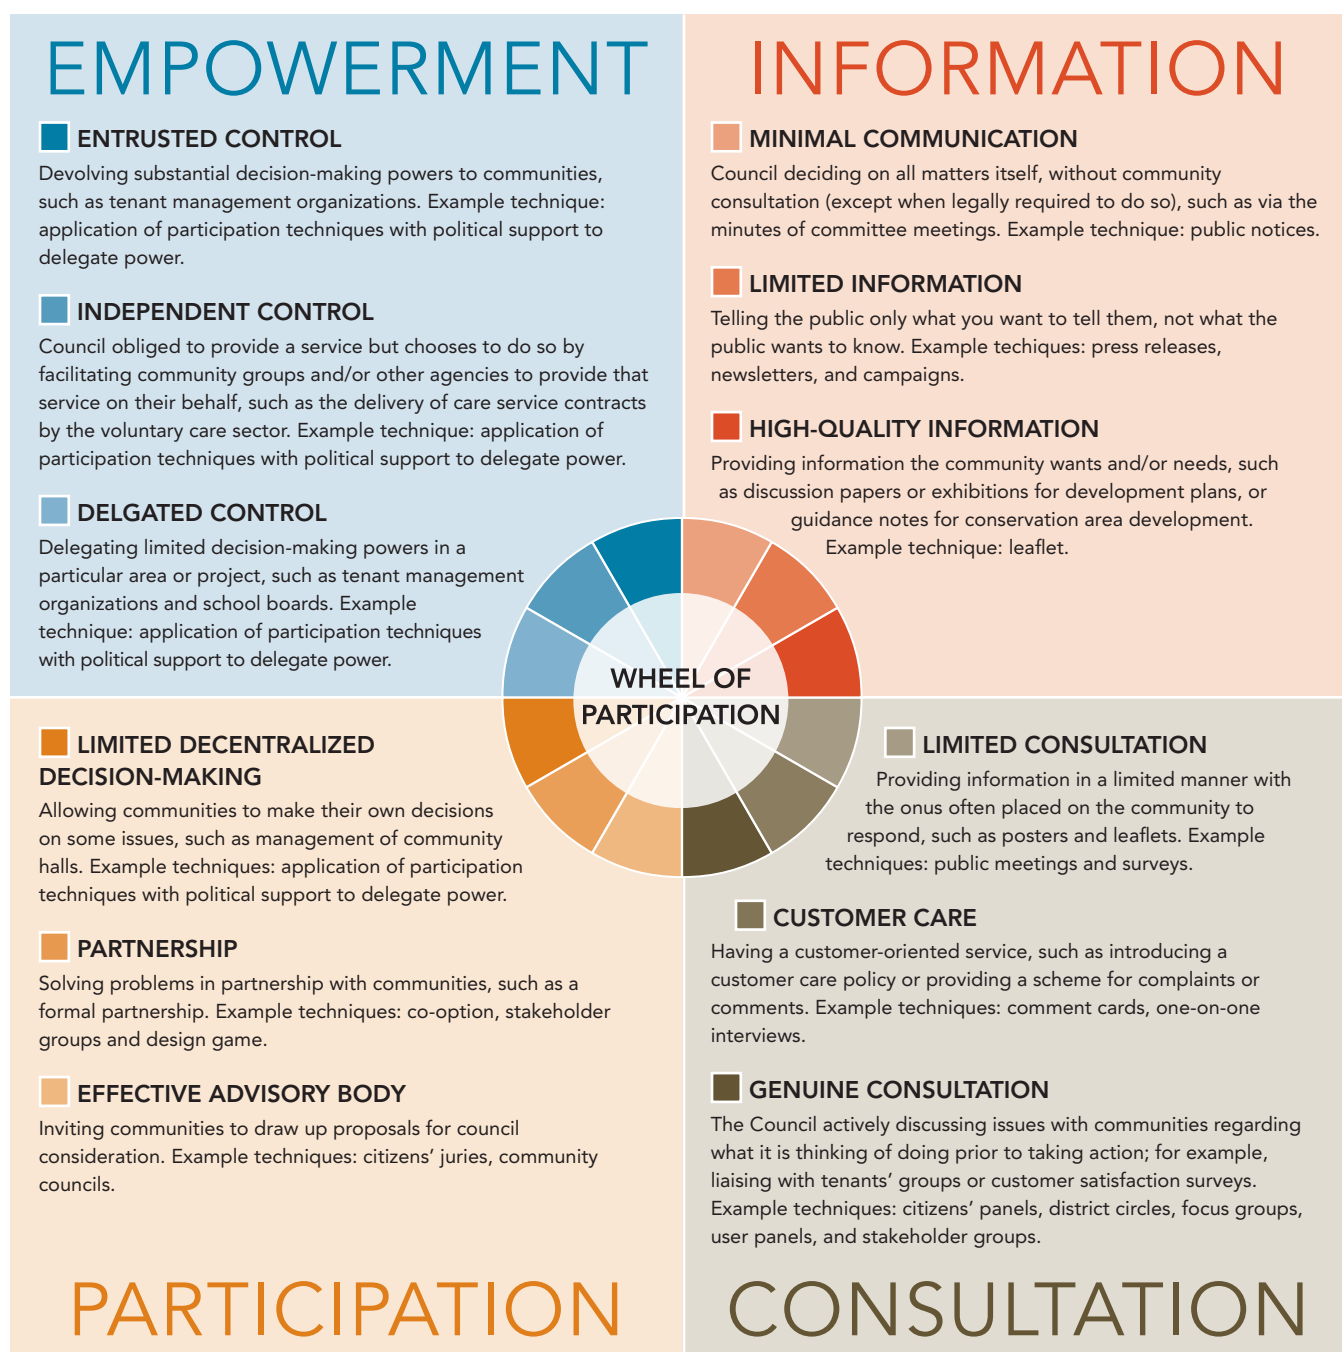 EMPOWERMENT
ENTRUSTED CONTROL
Devolving substantial decision-making powers to communities,
such as tenant management organizations. Example technique:
application of participation techniques with political support to
delegate power.
INDEPENDENT CONTROL
Council obliged to provide a service but chooses to do so by
facilitating community groups and/or other agencies to provide that
service on their behalf, such as the delivery of care service contracts
by the voluntary care sector. Example technique: application of
participation techniques with political support to delegate power.
DELGATED CONTROL
Delegating limited decision-making powers in a
particular area or project, such as tenant management
organizations and school boards. Example
technique: application of participation techniques
with political support to delegate power.
INFORMATION
MINIMAL COMMUNICATION
Council deciding on all matters itself, without community
consultation (except when legally required to do so), such as via the
minutes of committee meetings. Example technique: public notices.
LIMITED INFORMATION
Telling the public only what you want to tell them, not what the
public wants to know. Example techiques: press releases,
newsletters, and campaigns.
HIGH-QUALITY INFORMATION
Providing information the community wants and/or needs, such
as discussion papers or exhibitions for development plans, or
guidance notes for conservation area development.
Example technique: leaflet.
WHEEL OF
PARTICIPATION
LIMITED DECENTRALIZED
DECISION-MAKING
Allowing communities to make their own decisions
on some issues, such as management of community
halls. Example techniques: application of participation
techniques with political support to delegate power.
PARTNERSHIP
Solving problems in partnership with communities, such as a
formal partnership. Example techniques: co-option, stakeholder
groups and design game.
EFFECTIVE ADVISORY BODY
Inviting communities to draw up proposals for council
consideration. Example techniques: citizens’ juries, community
councils.
PARTICIPATION
LIMITED CONSULTATION
Providing information in a limited manner with
the onus often placed on the community to
respond, such as posters and leaflets. Example
techniques: public meetings and surveys.
CUSTOMER CARE
Having a customer-oriented service, such as introducing a
customer care policy or providing a scheme for complaints or
comments. Example techniques: comment cards, one-on-one
interviews.
GENUINE CONSULTATION
The Council actively discussing issues with communities regarding
what it is thinking of doing prior to taking action; for example,
liaising with tenants’ groups or customer satisfaction surveys.
Example techniques: citizens’ panels, district circles, focus groups,
user panels, and stakeholder groups.
CONSULTATION